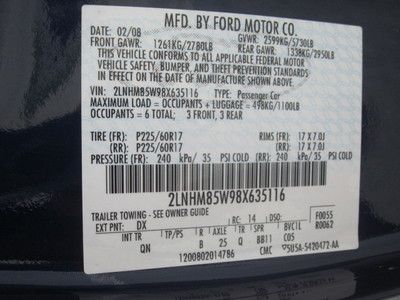 MFD. BY FORD MOTOR CO.
DATE: 02/08 GVWR: 2599KG/5730LB
FRONT GAWR: 1261KG/2780LB REAR GAWR: 1338KG/2950LB
THIS VEHICLE CONFORMS TO ALL APPLICABLE FEDERAL MOTOR
VEHICLE SAFETY, BUMPER, AND THEFT PREVENTION STANDARDS IN
EFFECT ON THE DATE OF MANUFACTURE SHOWN ABOVE.
VIN: 2LNHM85W98X635116 TYPE: Passenger Car
MAXIMUM LOAD = OCCUPANTS + LUGGAGE = 498KG/1100LB
OCCUPANTS = 6 TOTAL; 3 FRONT, 3 REAR
TIRE (FR): P225/60R17 RIMS (FR): 17 X 7.0J
TIRE (RR): P225/60R17 (RR): 17 X 7.0J
PRESSURE (FR): 240 kPa/ 35 PSI COLD (RR) 240 kPa/ 35 PSI COLD
2LNHM85W98X635116
TRAILER TOWING - SEE OWNER GUIDE
EXT PNT: DX RC: 14 DSO: F0055
R0062
TP/PS R AXLE TR SPR BVC1L
QN B 25 Q BB11 C05
1200802014786 CMC 5U5A-5420472-AA